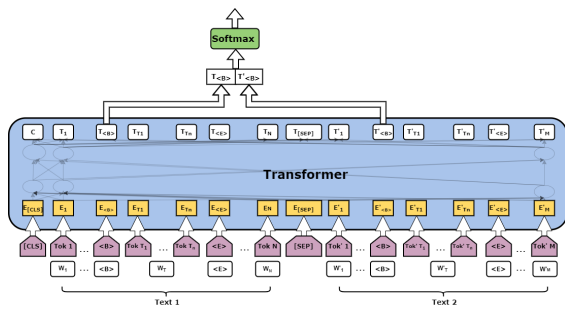 Softmax
T<B> T'<B>
C T1 T<B> TT1 TTn T<E> TN T[SEP] T'1 T'<B> T'T1 T'Tn T'<E> T'M
Transformer
E[CLS] E1 E<B> ET1 ETn E<E> EN E[SEP] E'1 E'<B> E'T1 E'Tn E'<E> E'M
[CLS] Tok 1 ... <B> Tok T1 ... Tok Tn <E> ... Tok N [SEP] Tok' 1 ... <B> Tok' T1 ... Tok' Tn <E> ... Tok' M
W1 ... <B> WT <E> ... WN W'1 ... <B> W'T <E> ... W'M
Text 1 Text 2